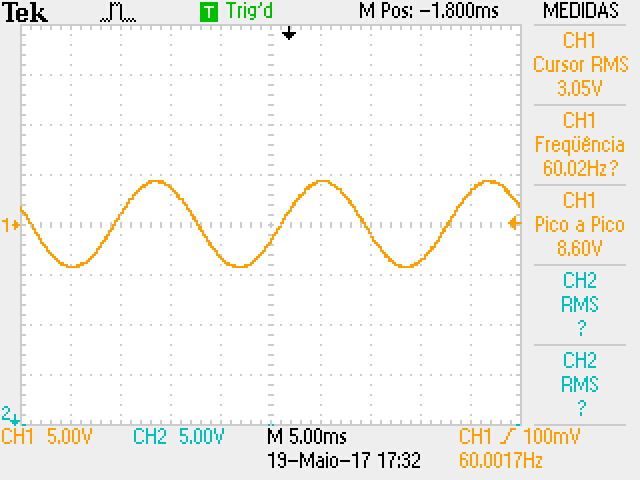 Tek T Trig'd M Pos: -1.800ms MEDIDAS
CH1
Cursor RMS
3.05V
CH1
Freqüência
60.02Hz?
CH1
Pico a Pico
8.60V
CH2
RMS
?
CH2
RMS
?
1
2
CH1 5.00V CH2 5.00V M 5.00ms CH1 100mV
19-Maio-17 17:32 60.0017Hz